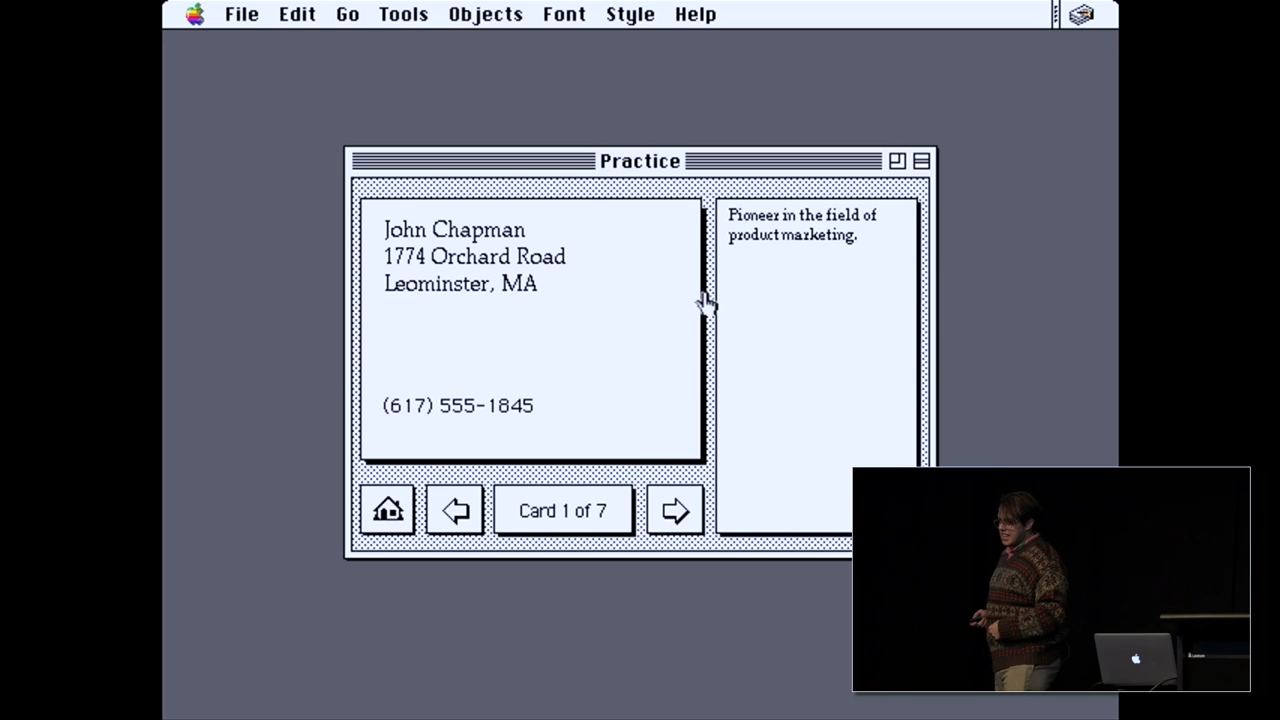 File Edit Go Tools Objects Font Style Help
Practice
John Chapman
1774 Orchard Road
Leominster, MA
(617) 555-1845
Pioneer in the field of
product marketing.
Card 1 of 7